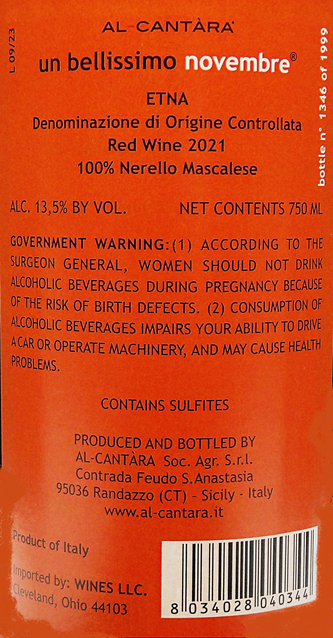 AL-CANTÀRA®
L 09/23
un bellissimo novembre®
bottle n° 1346 of 1999
ETNA
Denominazione di Origine Controllata
Red Wine 2021
100% Nerello Mascalese
ALC. 13,5% BY VOL. NET CONTENTS 750 ML
GOVERNMENT WARNING:(1) ACCORDING TO THE
SURGEON GENERAL, WOMEN SHOULD NOT DRINK
ALCOHOLIC BEVERAGES DURING PREGNANCY BECAUSE
OF THE RISK OF BIRTH DEFECTS. (2) CONSUMPTION OF
ALCOHOLIC BEVERAGES IMPAIRS YOUR ABILITY TO DRIVE
A CAR OR OPERATE MACHINERY, AND MAY CAUSE HEALTH
PROBLEMS.
CONTAINS SULFITES
PRODUCED AND BOTTLED BY
AL-CANTÀRA Soc. Agr. S.r.l.
Contrada Feudo S.Anastasia
95036 Randazzo (CT) - Sicily - Italy
www.al-cantara.it
Product of Italy
Imported by: WINES LLC.
Cleveland, Ohio 44103
8 034028 040344